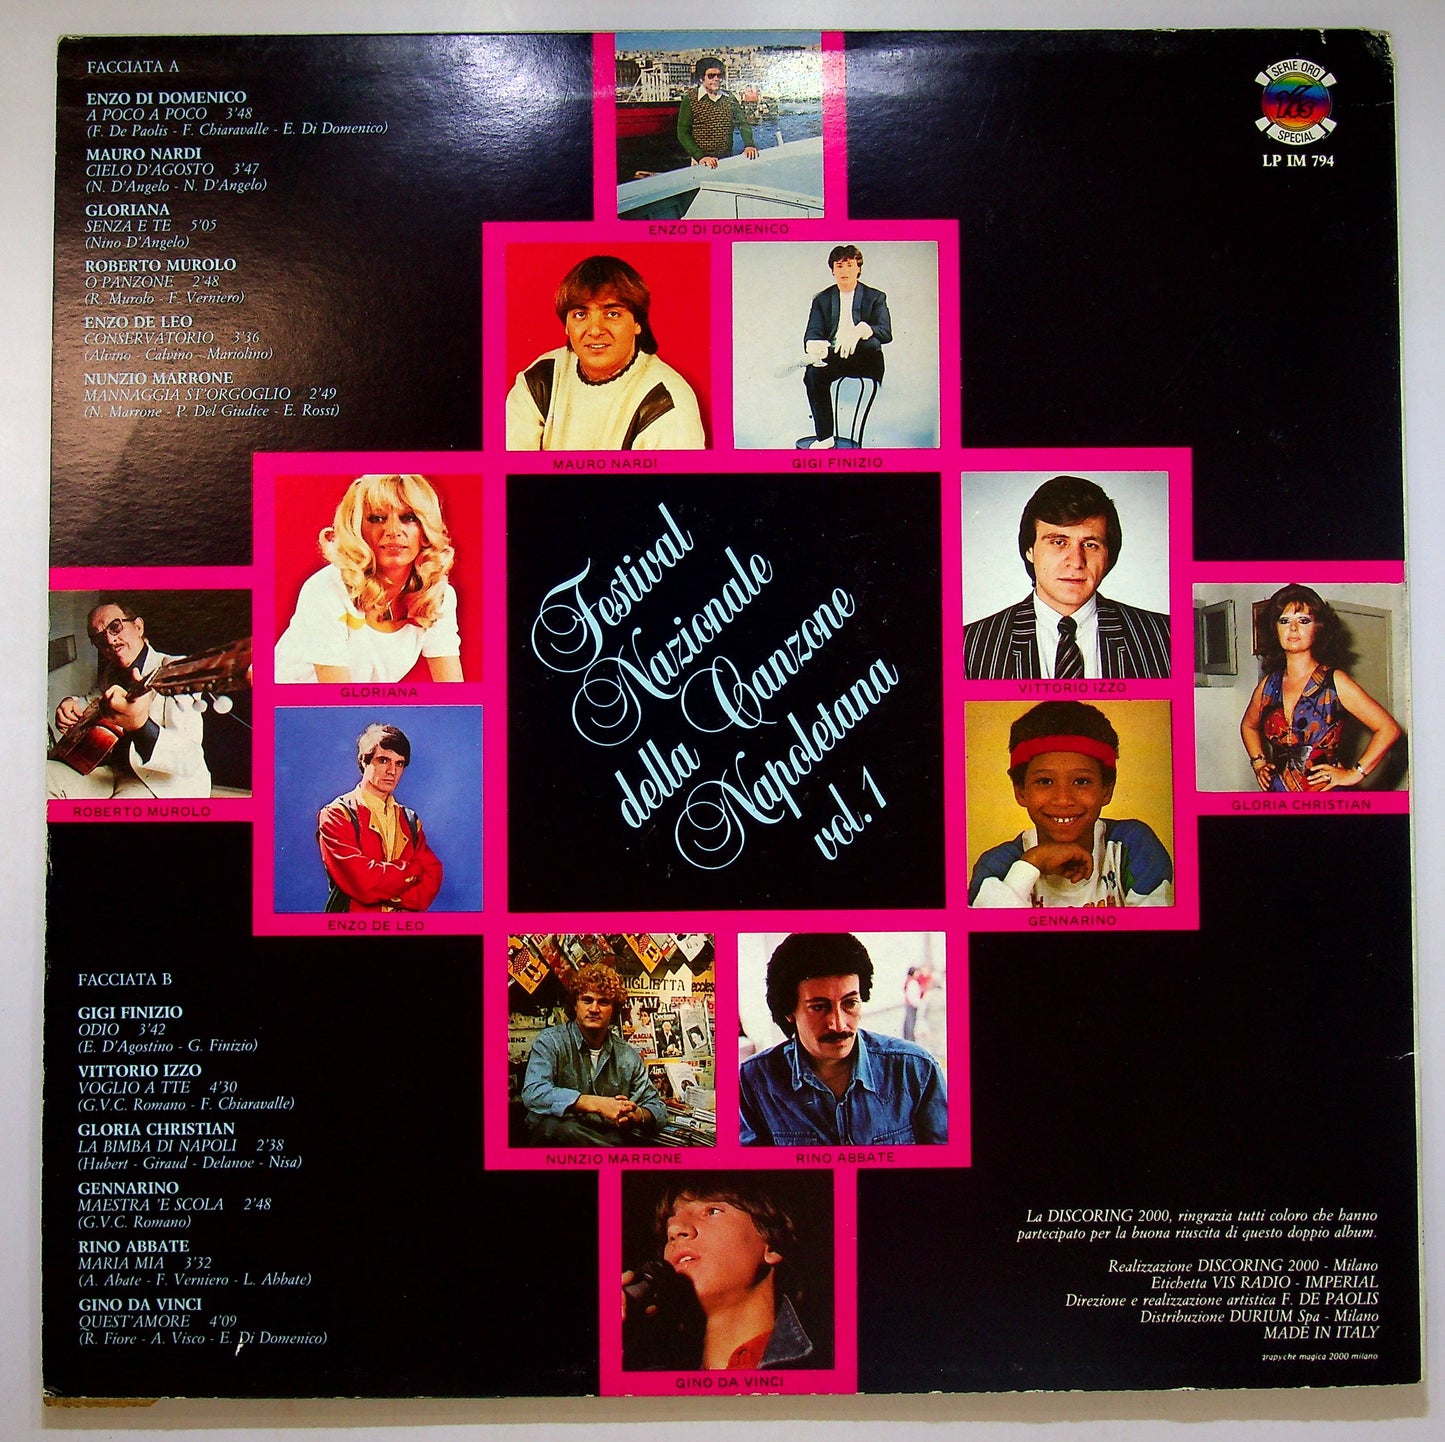 FACCIATA A
ENZO DI DOMENICO
A POCO A POCO 3'48
(F. De Paolis - F. Chiaravalle - E. Di Domenico)
MAURO NARDI
CIELO D'AGOSTO 3'47
(N. D'Angelo - N. D'Angelo)
GLORIANA
SENZA E TE 5'05
(Nino D'Angelo)
ROBERTO MUROLO
O PANZONE 2'48
(R. Murolo - F. Verniero)
ENZO DE LEO
CONSERVATORIO 3'36
(Alvino - Calvino - Mariolino)
NUNZIO MARRONE
MANNAGGIA ST'ORGOGLIO 2'49
(N. Marrone - P. Del Giudice - E. Rossi)
SERIE ORO
SPECIAL
LP IM 794
ENZO DI DOMENICO
MAURO NARDI
GIGI FINIZIO
GLORIANA
VITTORIO IZZO
ROBERTO MUROLO
GLORIA CHRISTIAN
ENZO DE LEO
GENNARINO
Festival
Nazionale
della Canzone
Napoletana
vol. 1
NUNZIO MARRONE
RINO ABBATE
GINO DA VINCI
FACCIATA B
GIGI FINIZIO
ODIO 3'42
(E. D'Agostino - G. Finizio)
VITTORIO IZZO
VOGLIO A TTE 4'30
(G.V.C. Romano - F. Chiaravalle)
GLORIA CHRISTIAN
LA BIMBA DI NAPOLI 2'38
(Hubert - Giraud - Delanoe - Nisa)
GENNARINO
MAESTRA 'E SCOLA 2'48
(G.V.C. Romano)
RINO ABBATE
MARIA MIA 3'32
(A. Abate - F. Verniero - L. Abbate)
GINO DA VINCI
QUEST'AMORE 4'09
(R. Fiore - A. Visco - E. Di Domenico)
La DISCORING 2000, ringrazia tutti coloro che hanno
partecipato per la buona riuscita di questo doppio album.
Realizzazione DISCORING 2000 - Milano
Etichetta VIS RADIO - IMPERIAL
Direzione e realizzazione artistica F. DE PAOLIS
Distribuzione DURIUM Spa - Milano
MADE IN ITALY
grapyche magica 2000 milano